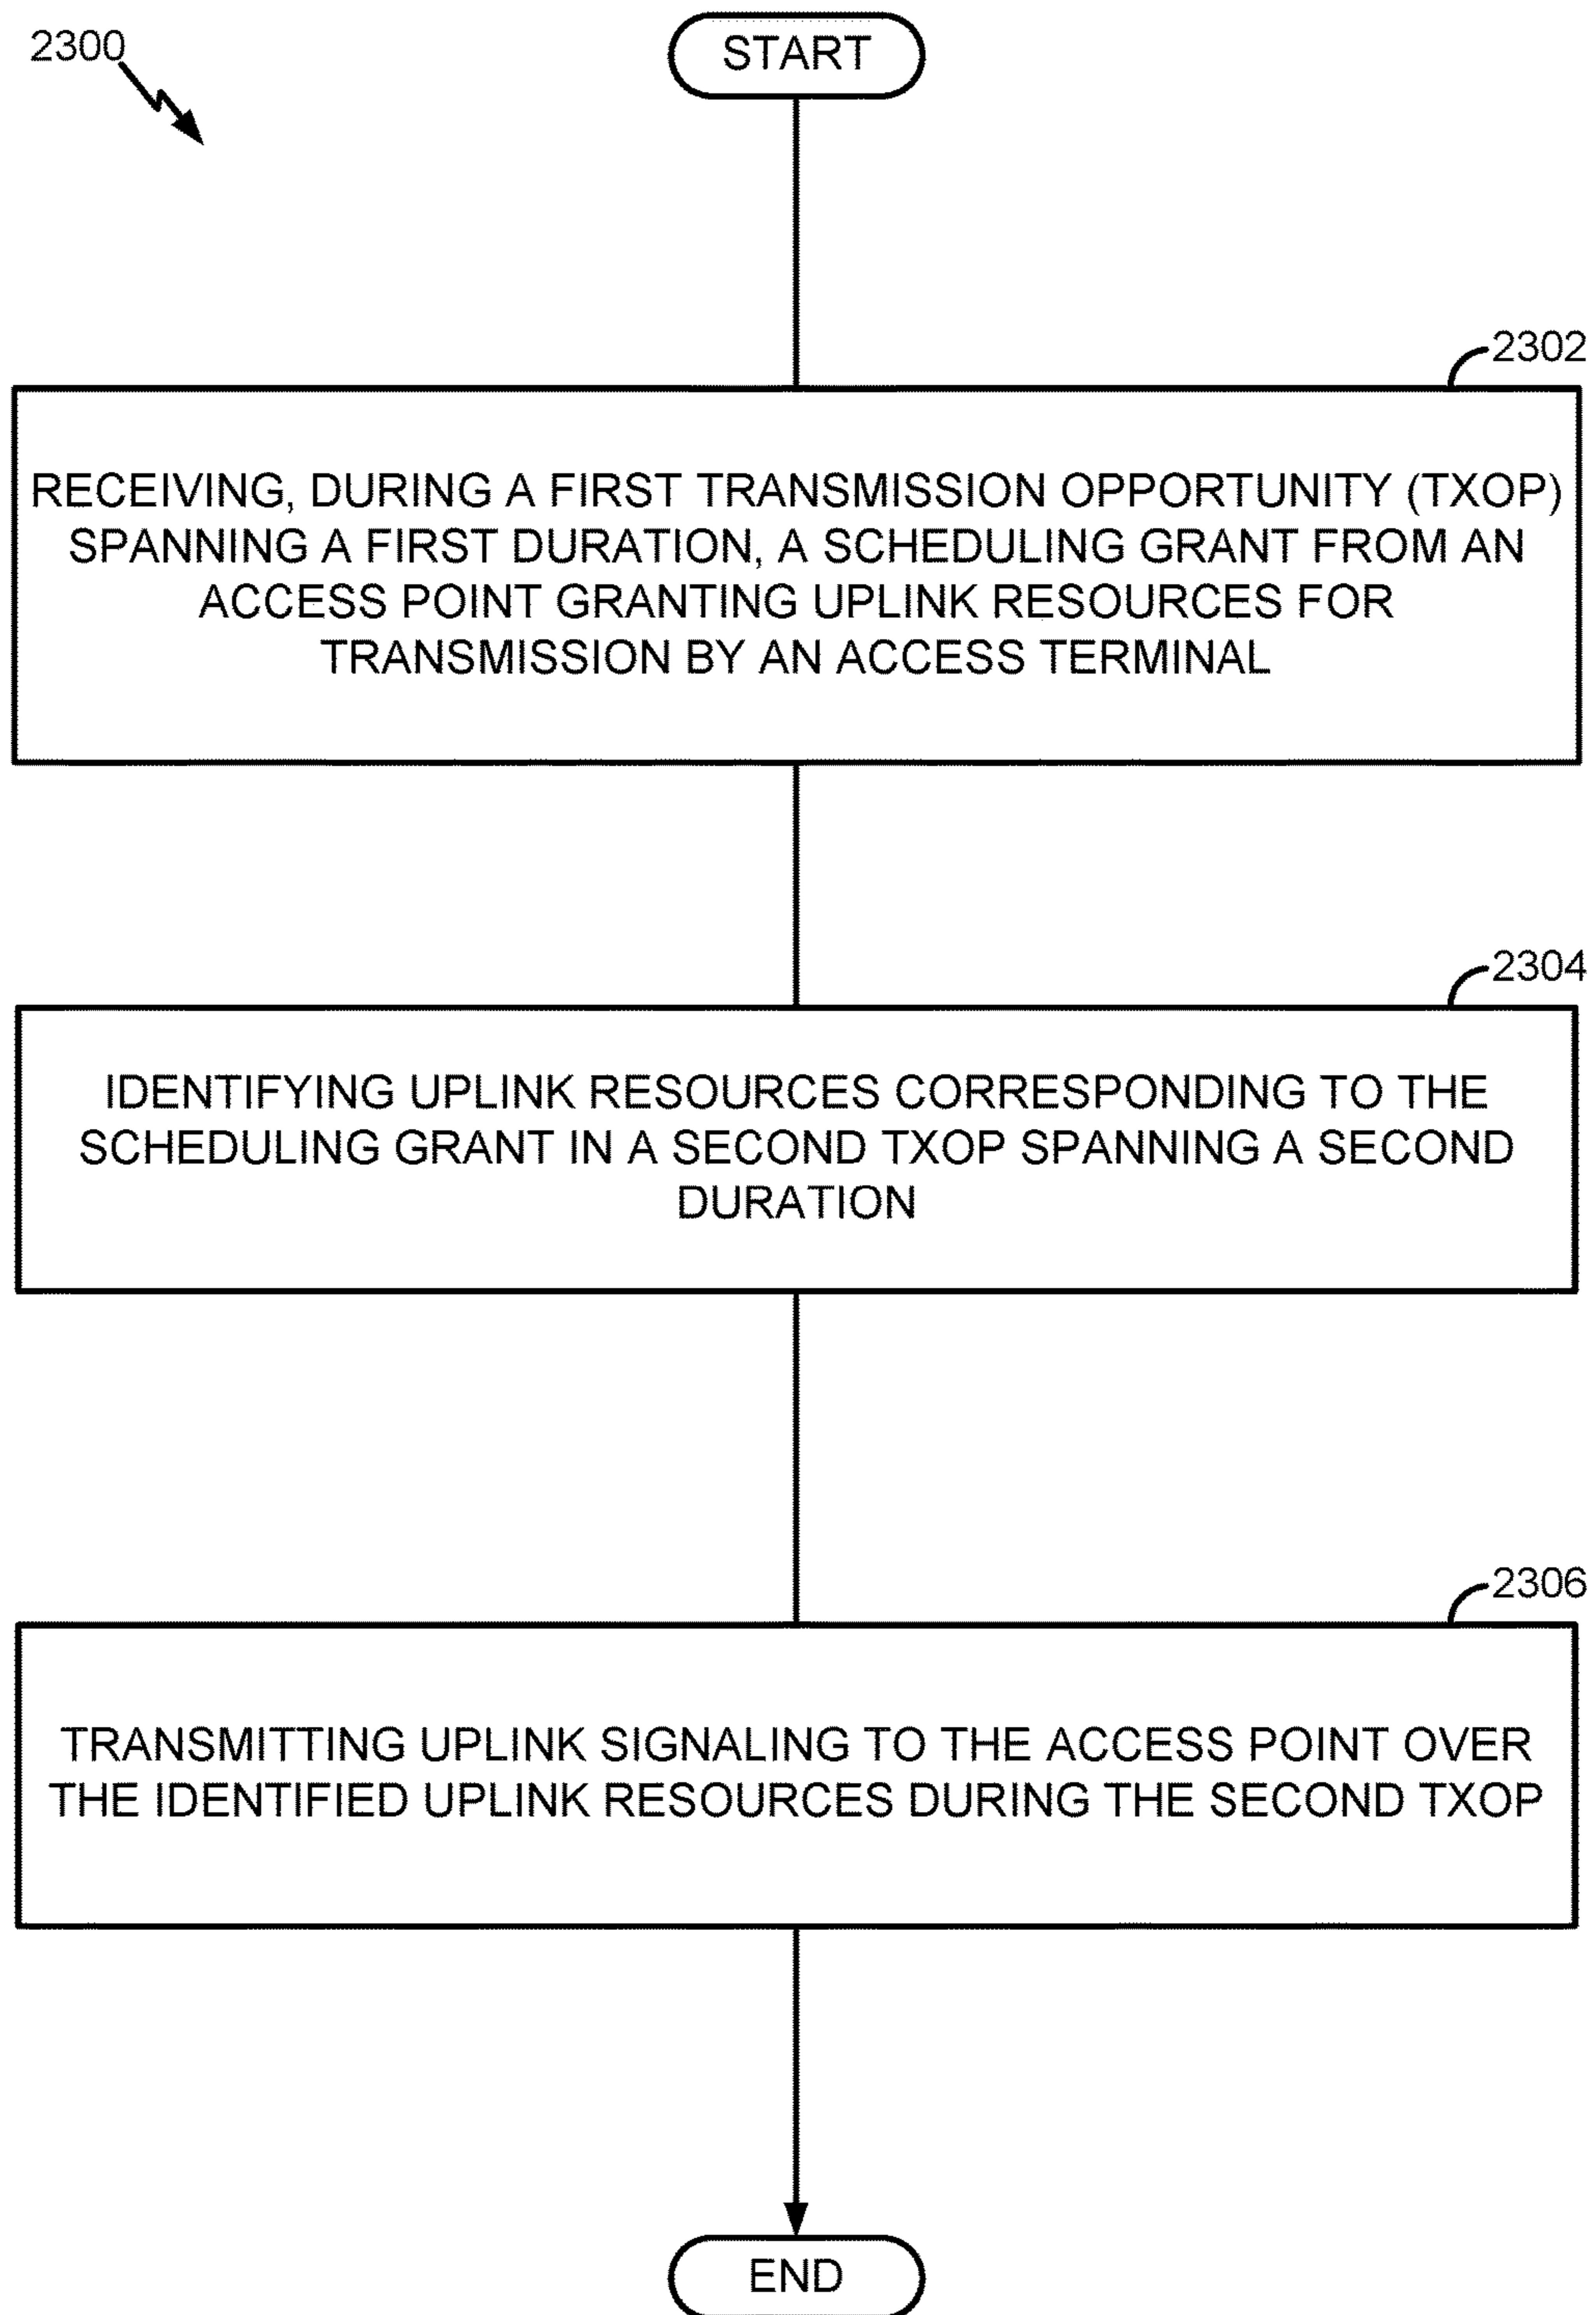 2300
START
2302
RECEIVING, DURING A FIRST TRANSMISSION OPPORTUNITY (TXOP)
SPANNING A FIRST DURATION, A SCHEDULING GRANT FROM AN
ACCESS POINT GRANTING UPLINK RESOURCES FOR
TRANSMISSION BY AN ACCESS TERMINAL
2304
IDENTIFYING UPLINK RESOURCES CORRESPONDING TO THE
SCHEDULING GRANT IN A SECOND TXOP SPANNING A SECOND
DURATION
2306
TRANSMITTING UPLINK SIGNALING TO THE ACCESS POINT OVER
THE IDENTIFIED UPLINK RESOURCES DURING THE SECOND TXOP
END